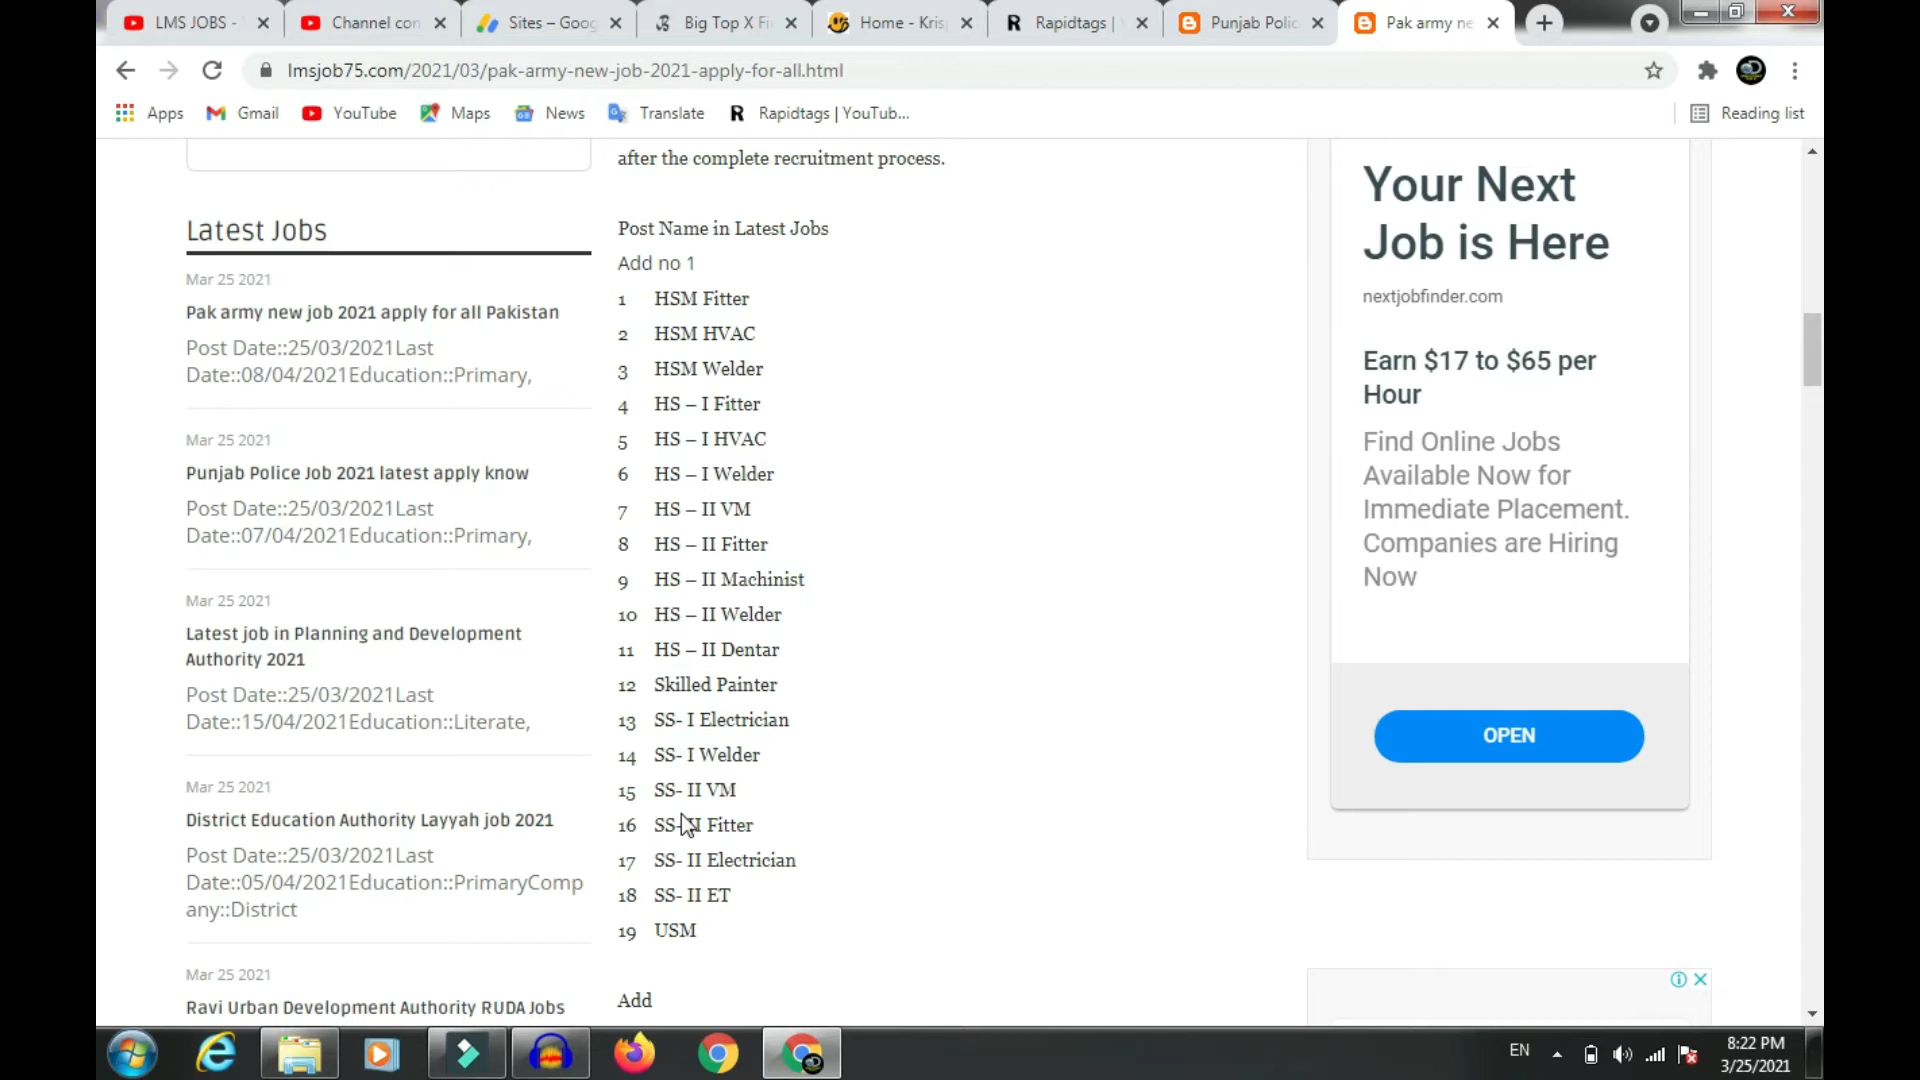 LMS JOBS -
Channel con
Sites – Goog
Big Top X Fi
Home - Kris
Rapidtags |
Punjab Polic
Pak army ne
lmsjob75.com/2021/03/pak-army-new-job-2021-apply-for-all.html
Apps
Gmail
YouTube
Maps
News
Translate
Rapidtags | YouTub...
Reading list
Latest Jobs
Mar 25 2021
Pak army new job 2021 apply for all Pakistan
Post Date::25/03/2021Last
Date::08/04/2021Education::Primary,
Mar 25 2021
Punjab Police Job 2021 latest apply know
Post Date::25/03/2021Last
Date::07/04/2021Education::Primary,
Mar 25 2021
Latest job in Planning and Development
Authority 2021
Post Date::25/03/2021Last
Date::15/04/2021Education::Literate,
Mar 25 2021
District Education Authority Layyah job 2021
Post Date::25/03/2021Last
Date::05/04/2021Education::PrimaryComp
any::District
Mar 25 2021
Ravi Urban Development Authority RUDA Jobs
after the complete recruitment process.
Post Name in Latest Jobs
Add no 1
1 HSM Fitter
2 HSM HVAC
3 HSM Welder
4 HS – I Fitter
5 HS – I HVAC
6 HS – I Welder
7 HS – II VM
8 HS – II Fitter
9 HS – II Machinist
10 HS – II Welder
11 HS – II Dentar
12 Skilled Painter
13 SS- I Electrician
14 SS- I Welder
15 SS- II VM
16 SS- II Fitter
17 SS- II Electrician
18 SS- II ET
19 USM
Add
Your Next
Job is Here
nextjobfinder.com
Earn $17 to $65 per
Hour
Find Online Jobs
Available Now for
Immediate Placement.
Companies are Hiring
Now
OPEN
EN
8:22 PM
3/25/2021